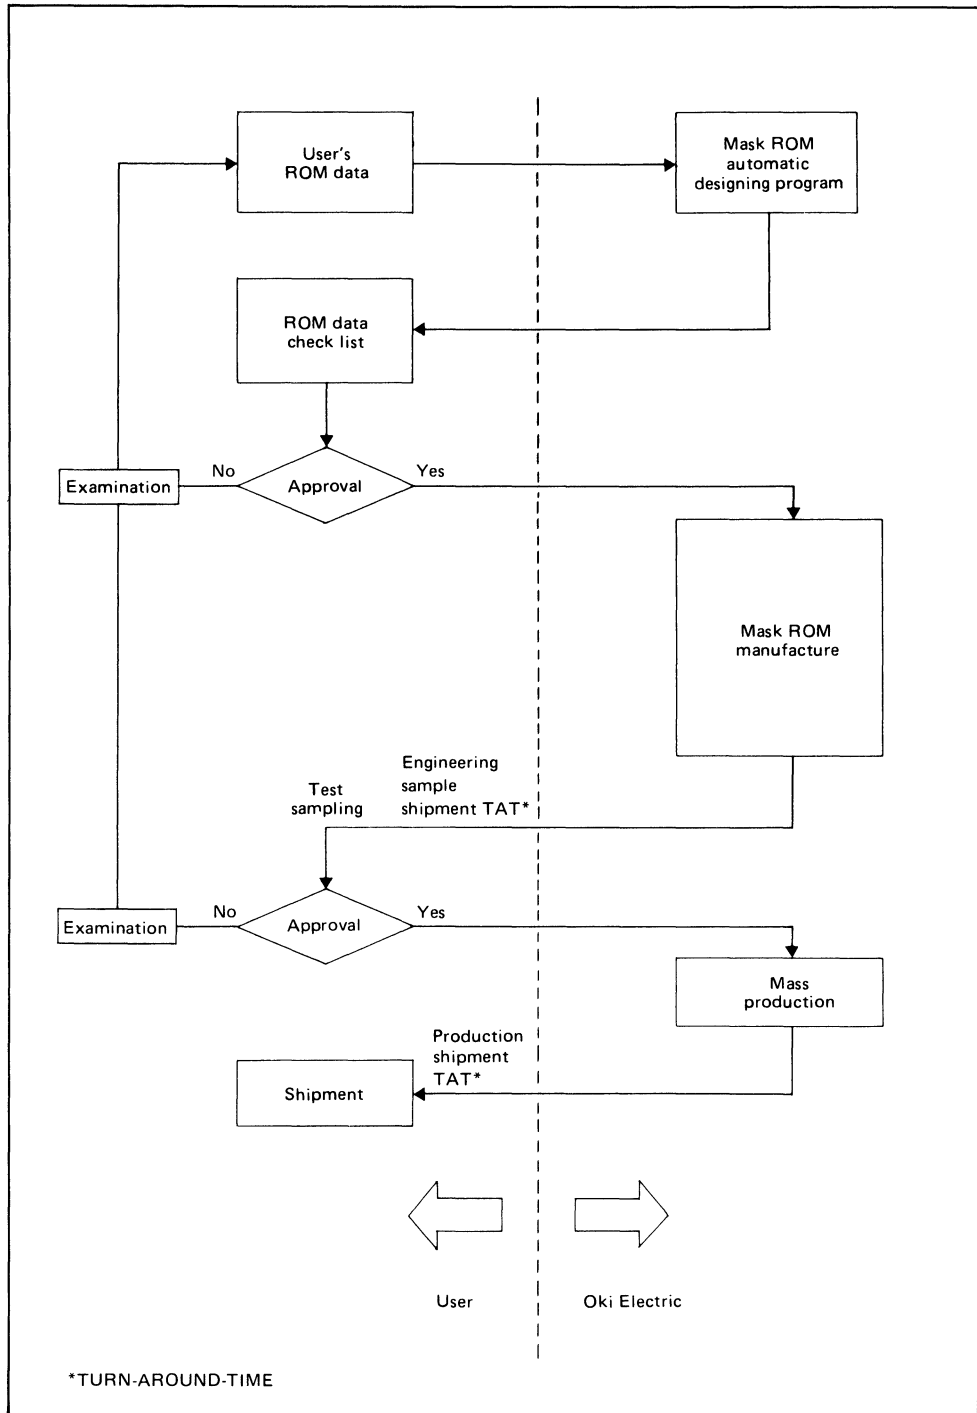 User's
ROM data
Mask ROM
automatic
designing program
ROM data
check list
No
Yes
Examination
Approval
Mask ROM
manufacture
Engineering
sample
shipment TAT*
Test
sampling
No
Yes
Examination
Approval
Mass
production
Production
shipment
TAT*
Shipment
User
Oki Electric
*TURN-AROUND-TIME